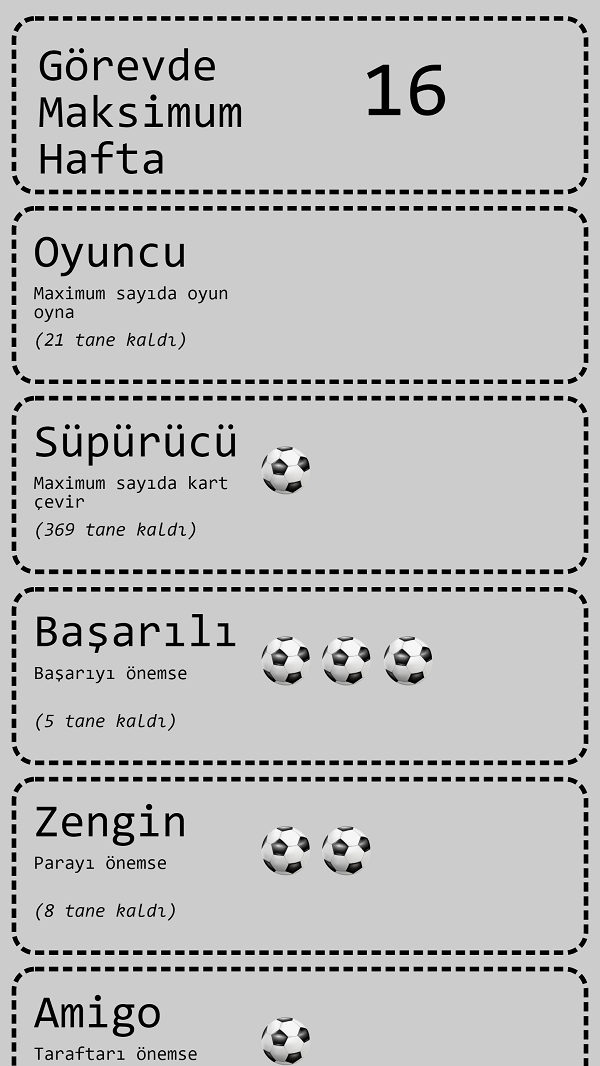 Görevde
Maksimum
Hafta
16
Oyuncu
Maximum sayıda oyun
oyna
(21 tane kaldı)
Süpürücü
Maximum sayıda kart
çevir
(369 tane kaldı)
Başarılı
Başarıyı önemse
(5 tane kaldı)
Zengin
Parayı önemse
(8 tane kaldı)
Amigo
Taraftarı önemse